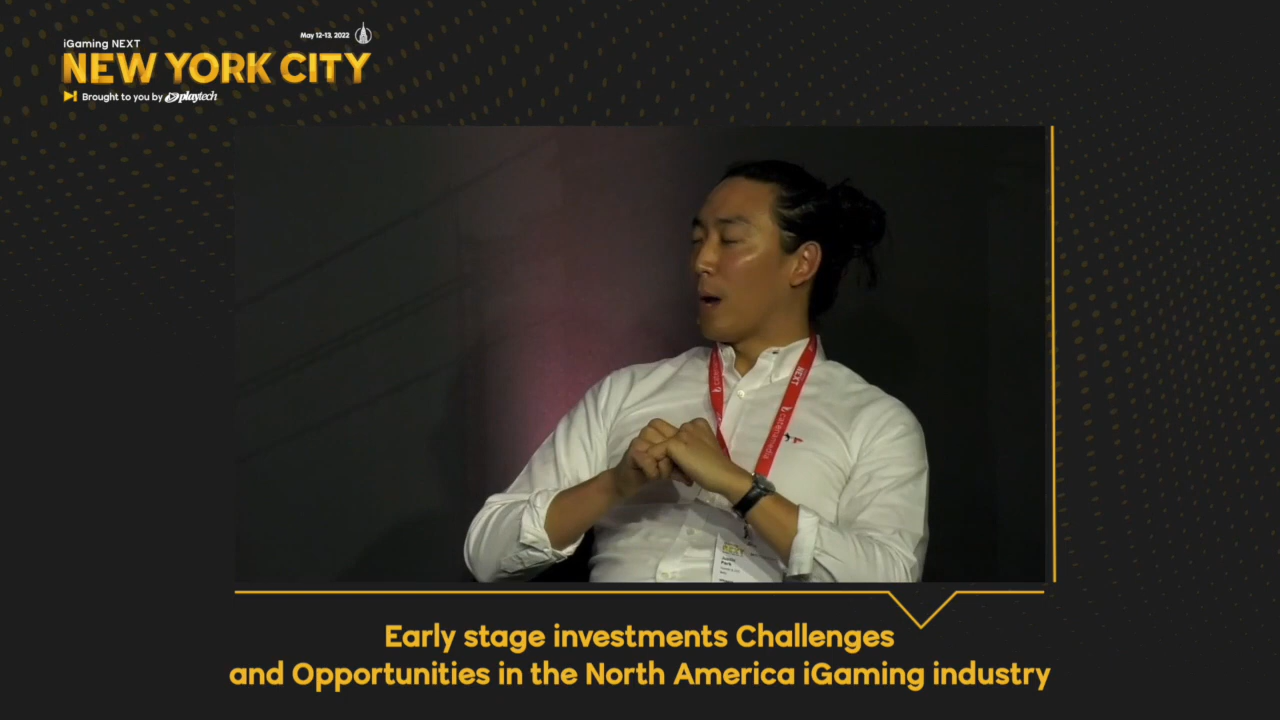 May 12-13, 2022
iGaming NEXT
NEW YORK CITY
Brought to you by playtech
NEXT
Park
Early stage investments Challenges
and Opportunities in the North America iGaming industry